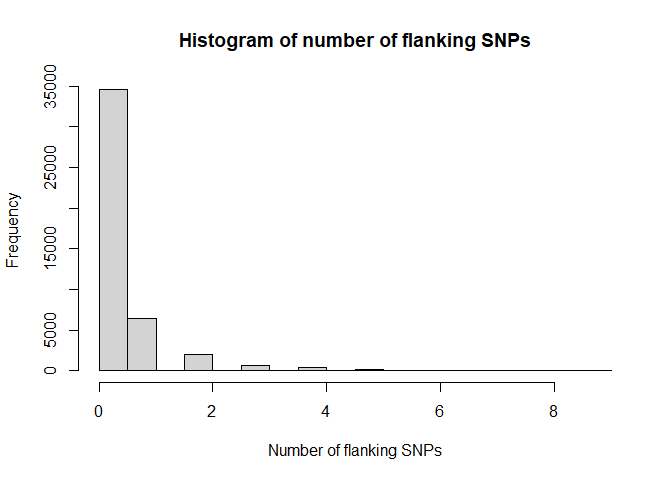 Histogram of number of flanking SNPs
Frequency
35000
25000
15000
5000
0
0 2 4 6 8
Number of flanking SNPs